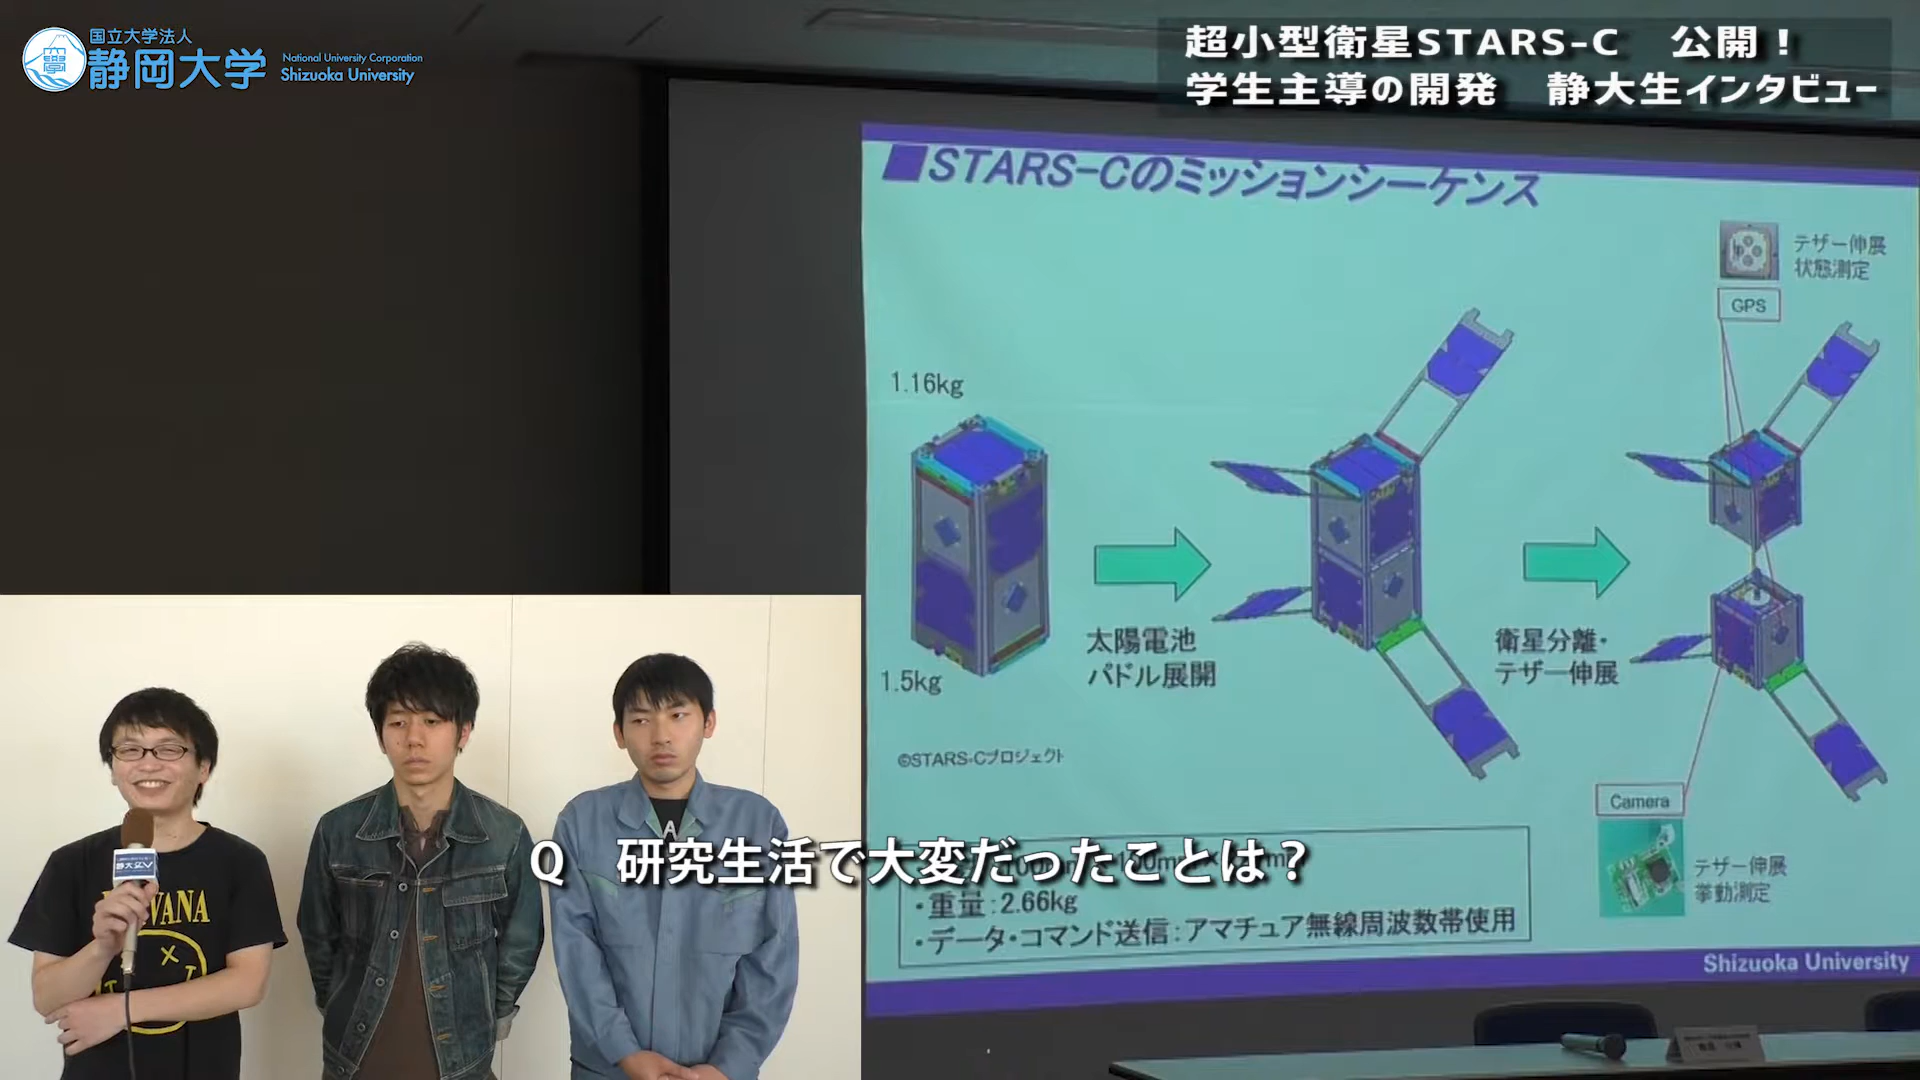 国立大学法人
静岡大学
National University Corporation
Shizuoka University
超小型衛星STARS-C　公開！
学生主導の開発　静大生インタビュー
■STARS-Cのミッションシーケンス
テザー伸展
状態測定
GPS
1.16kg
1.5kg
太陽電池
パドル展開
衛星分離・
テザー伸展
©STARS-Cプロジェクト
Camera
テザー伸展
挙動測定
Q　研究生活で大変だったことは？
・重量：2.66kg
・データ・コマンド送信：アマチュア無線周波数帯使用
Shizuoka University
静大TV
NIRVANA
A